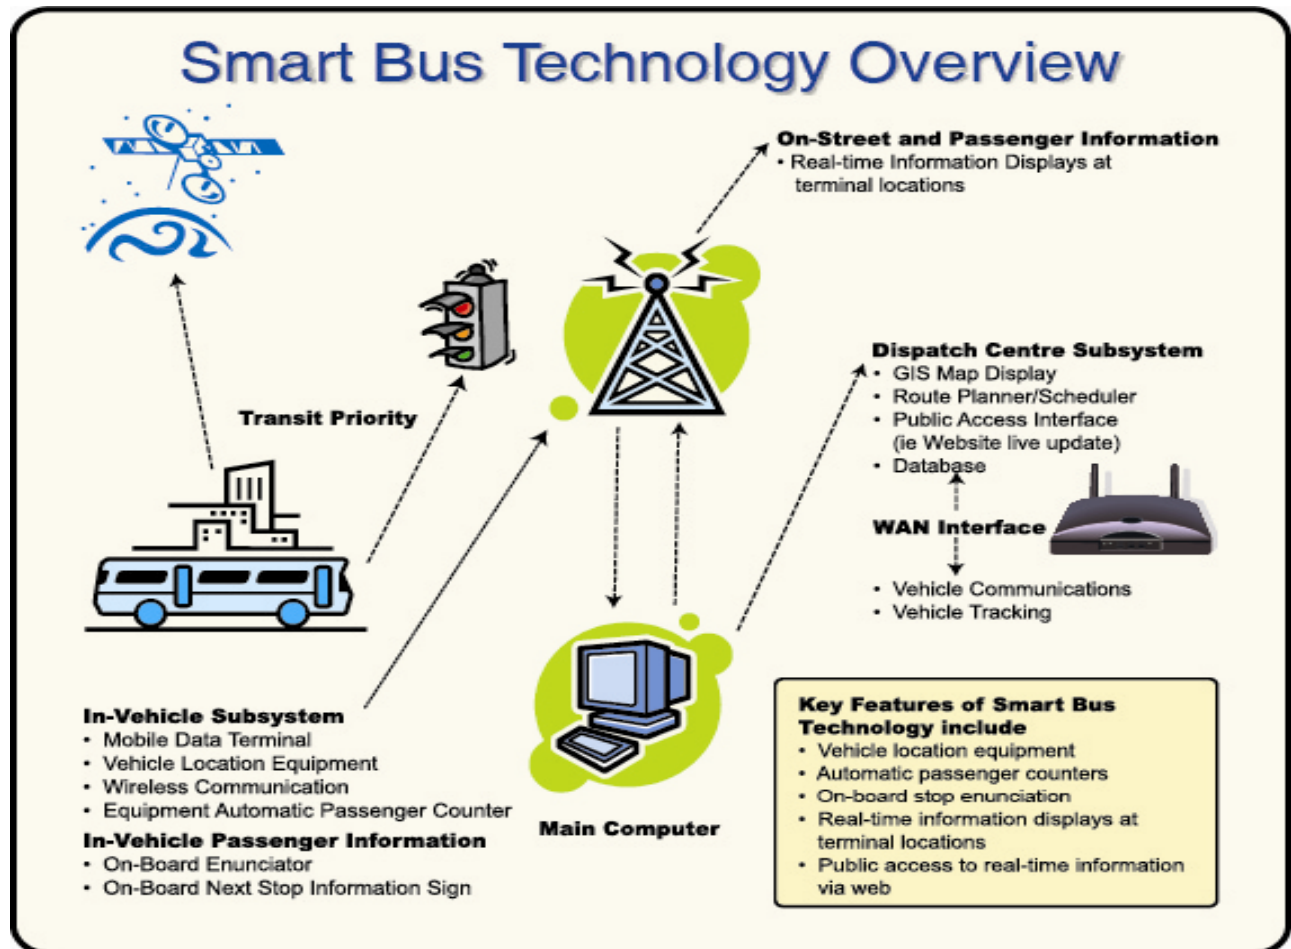 Smart Bus Technology Overview
On-Street and Passenger Information
• Real-time Information Displays at
terminal locations
Transit Priority
Dispatch Centre Subsystem
• GIS Map Display
• Route Planner/Scheduler
• Public Access Interface
(ie Website live update)
• Database
WAN Interface
• Vehicle Communications
• Vehicle Tracking
In-Vehicle Subsystem
• Mobile Data Terminal
• Vehicle Location Equipment
• Wireless Communication
• Equipment Automatic Passenger Counter
In-Vehicle Passenger Information
• On-Board Enunciator
• On-Board Next Stop Information Sign
Main Computer
Key Features of Smart Bus
Technology include
• Vehicle location equipment
• Automatic passenger counters
• On-board stop enunciation
• Real-time information displays at
terminal locations
• Public access to real-time information
via web